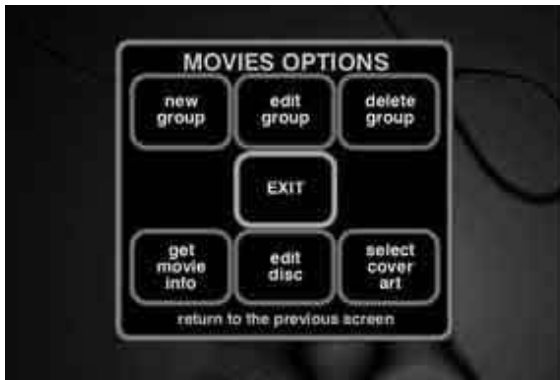 MOVIES OPTIONS
new group
edit group
delete group
EXIT
get movie info
edit disc
select cover art
return to the previous screen